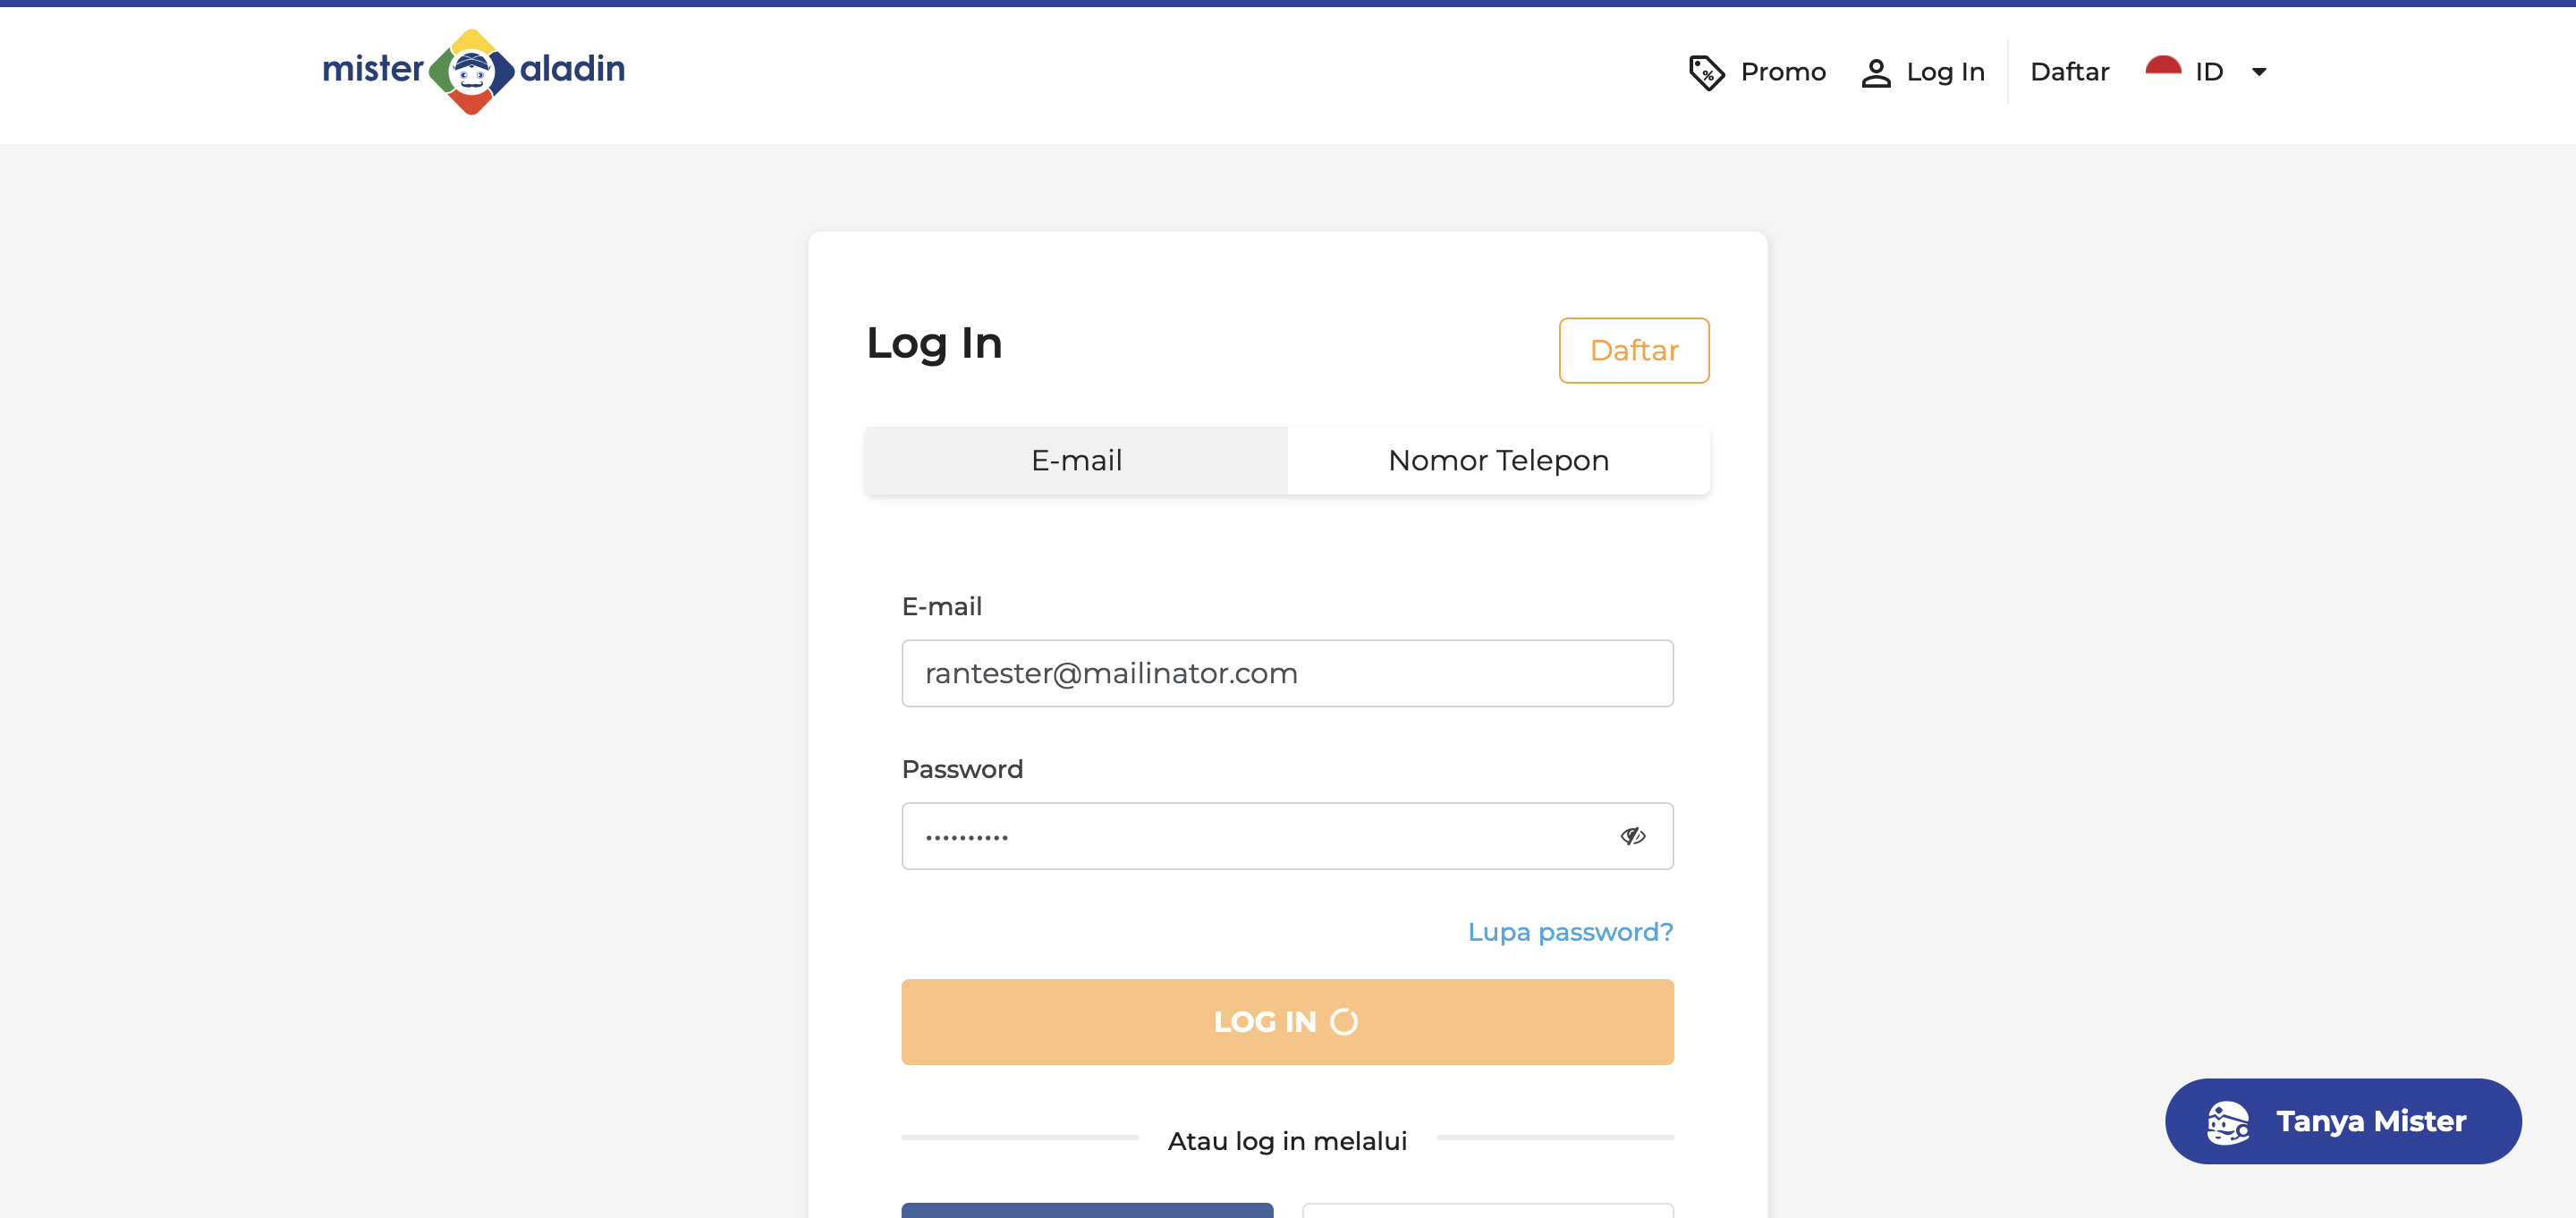 mister aladin
Promo
Log In
Daftar
ID
Log In
Daftar
E-mail
Nomor Telepon
E-mail
rantester@mailinator.com
Password
••••••••••
Lupa password?
LOG IN
Atau log in melalui
Tanya Mister